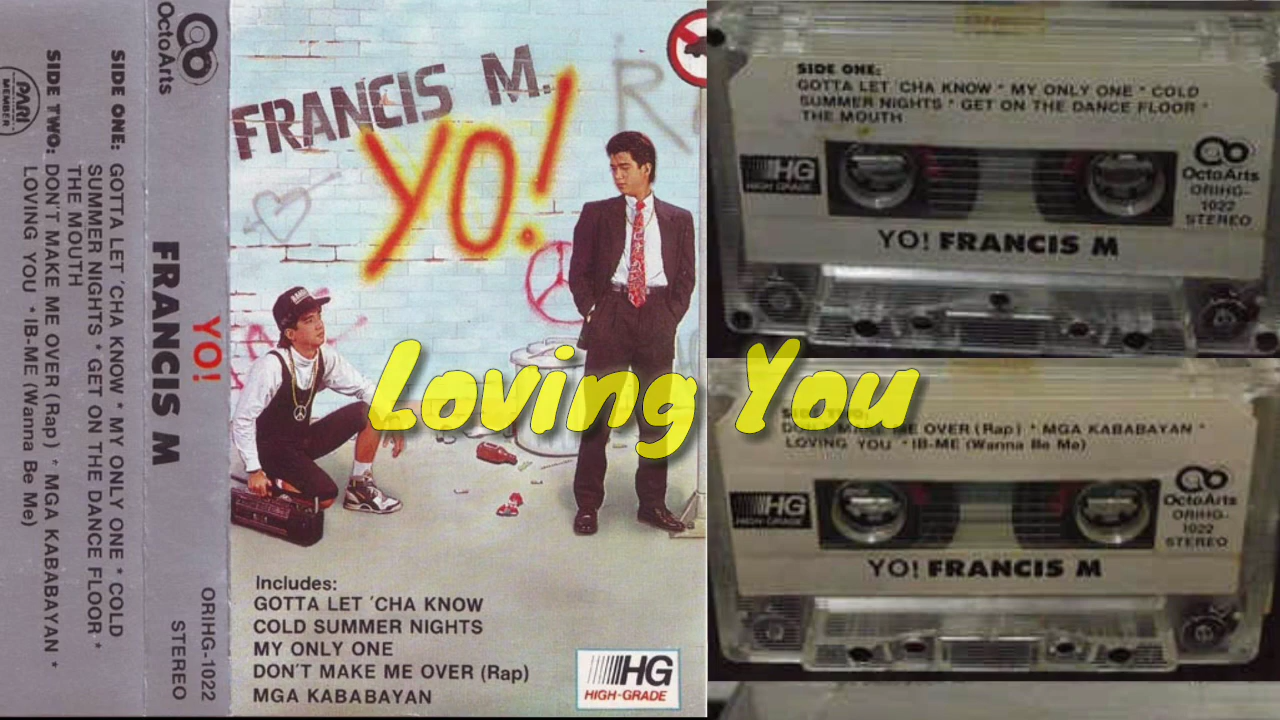 OctoArts
SIDE ONE: GOTTA LET 'CHA KNOW * MY ONLY ONE * COLD
SUMMER NIGHTS * GET ON THE DANCE FLOOR *
THE MOUTH
SIDE TWO: DON'T MAKE ME OVER (Rap) * MGA KABABAYAN *
LOVING YOU * IB-ME (Wanna Be Me)
PARI
MEMBER
YO!
FRANCIS M
ORIHG-1022
STEREO
FRANCIS M.
YO!
Includes:
GOTTA LET 'CHA KNOW
COLD SUMMER NIGHTS
MY ONLY ONE
DON'T MAKE ME OVER (Rap)
MGA KABABAYAN
HG
HIGH-GRADE
Loving You
SIDE ONE:
GOTTA LET 'CHA KNOW * MY ONLY ONE * COLD
SUMMER NIGHTS * GET ON THE DANCE FLOOR *
THE MOUTH
HG
HIGH GRADE
OctoArts
ORIHG-
1022
STEREO
YO! FRANCIS M
SIDE TWO:
DON'T MAKE ME OVER (Rap) * MGA KABABAYAN *
LOVING YOU * IB-ME (Wanna Be Me)
HG
HIGH-GRADE
OctoArts
ORIHG-
1022
STEREO
YO! FRANCIS M